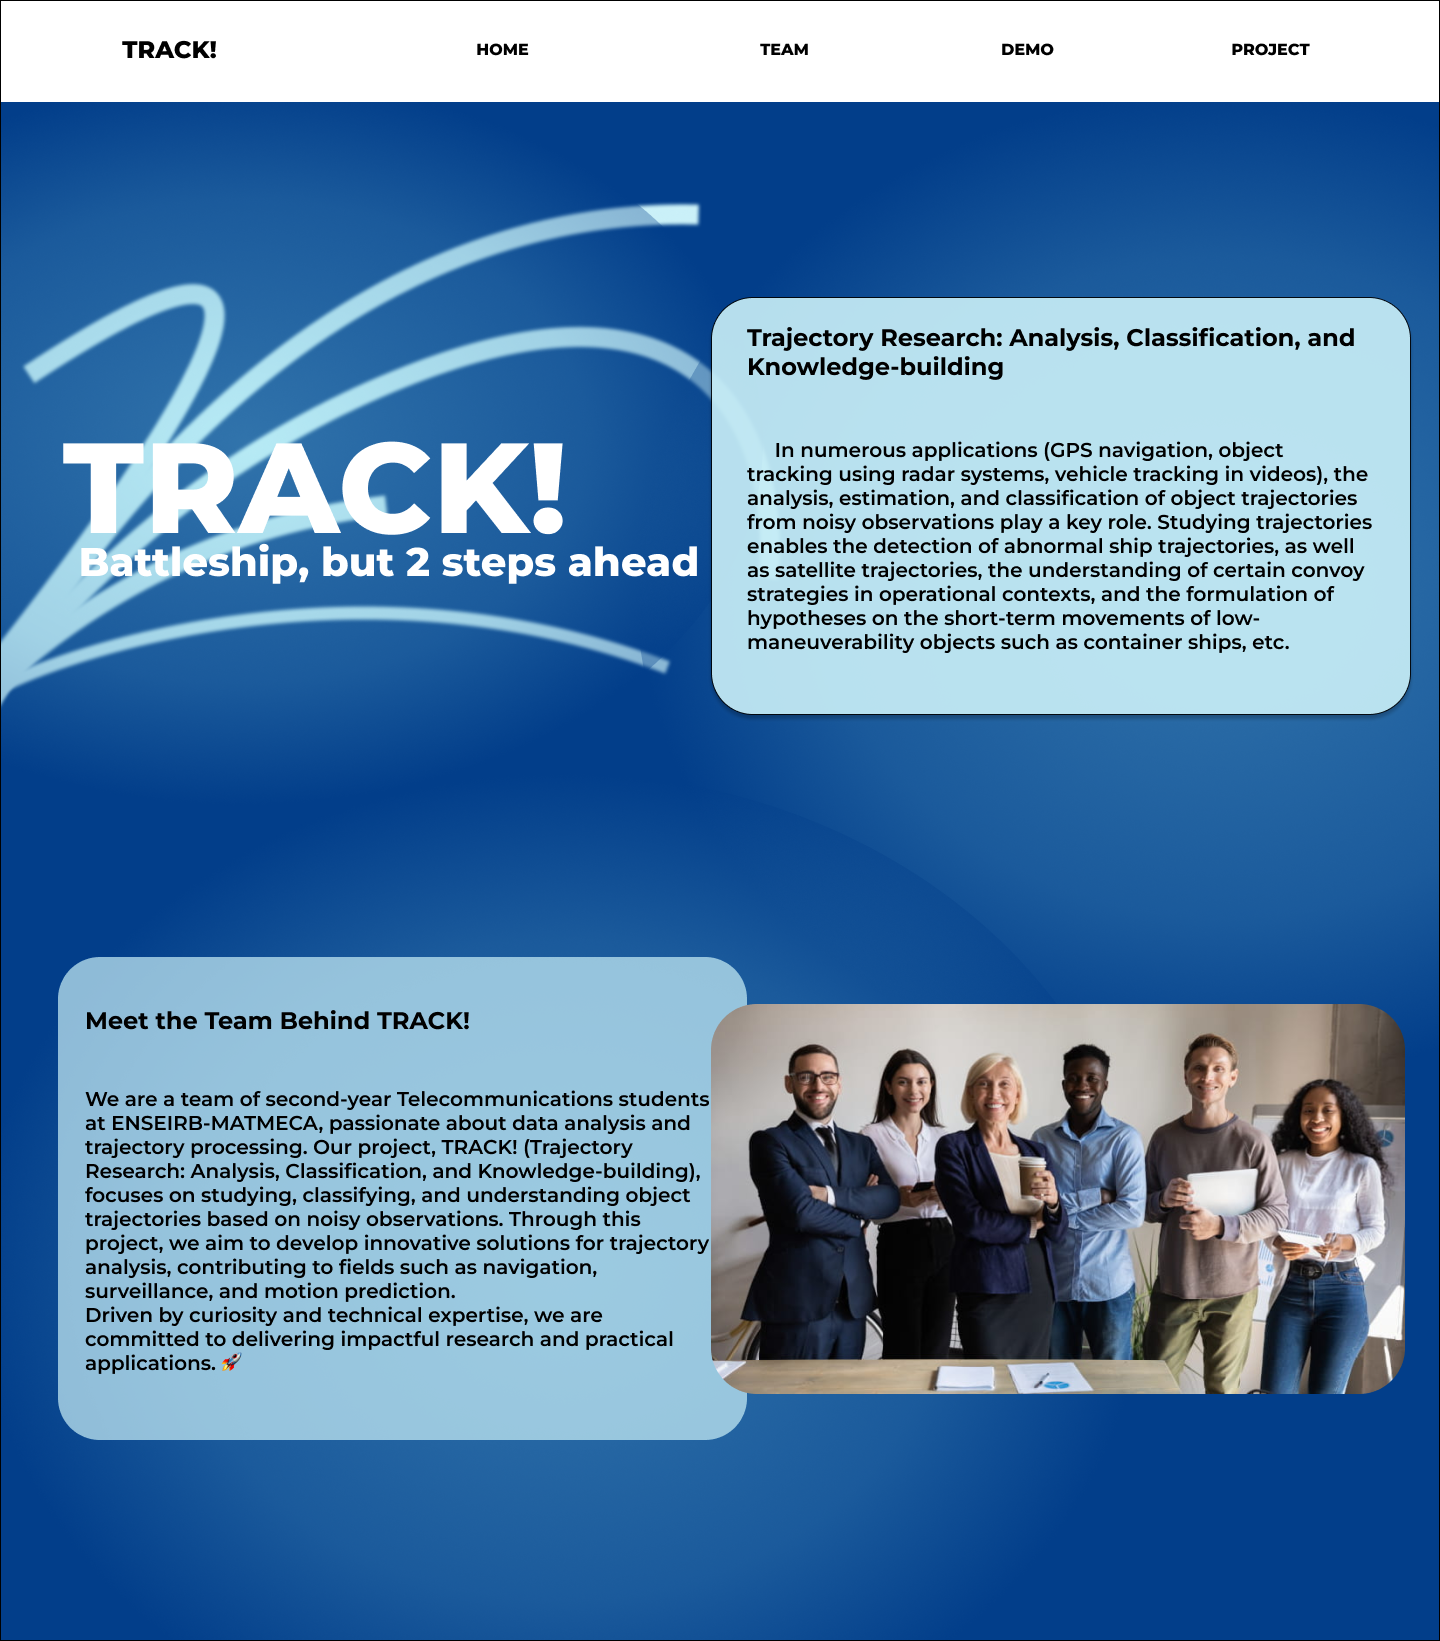 TRACK!
HOME
TEAM
DEMO
PROJECT
TRACK!
Battleship, but 2 steps ahead
Trajectory Research: Analysis, Classification, and
Knowledge-building
In numerous applications (GPS navigation, object
tracking using radar systems, vehicle tracking in videos), the
analysis, estimation, and classification of object trajectories
from noisy observations play a key role. Studying trajectories
enables the detection of abnormal ship trajectories, as well
as satellite trajectories, the understanding of certain convoy
strategies in operational contexts, and the formulation of
hypotheses on the short-term movements of low-
maneuverability objects such as container ships, etc.
Meet the Team Behind TRACK!
We are a team of second-year Telecommunications students
at ENSEIRB-MATMECA, passionate about data analysis and
trajectory processing. Our project, TRACK! (Trajectory
Research: Analysis, Classification, and Knowledge-building),
focuses on studying, classifying, and understanding object
trajectories based on noisy observations. Through this
project, we aim to develop innovative solutions for trajectory
analysis, contributing to fields such as navigation,
surveillance, and motion prediction.
Driven by curiosity and technical expertise, we are
committed to delivering impactful research and practical
applications. 🚀